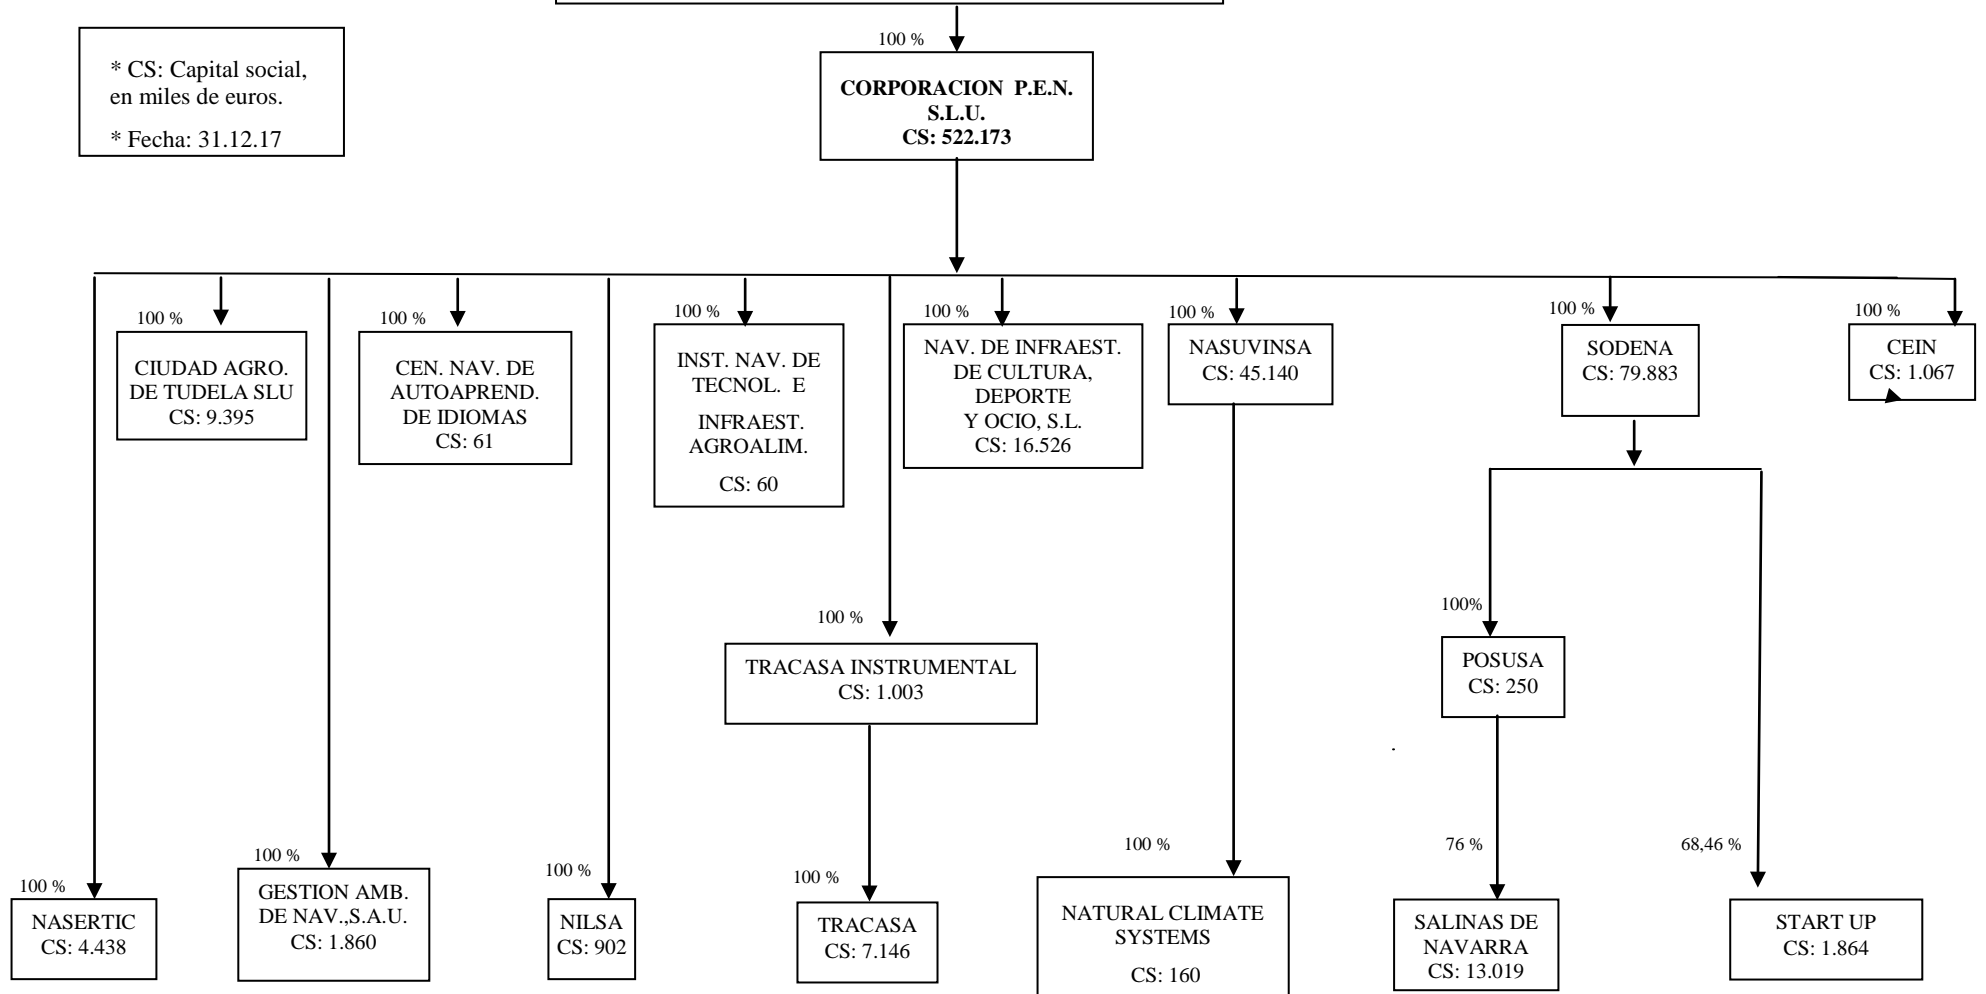 100 %
* CS: Capital social,
en miles de euros.
* Fecha: 31.12.17
CORPORACION P.E.N.
S.L.U.
CS: 522.173
100 %
CIUDAD AGRO.
DE TUDELA SLU
CS: 9.395
100 %
CEN. NAV. DE
AUTOAPREND.
DE IDIOMAS
CS: 61
100 %
INST. NAV. DE
TECNOL. E
INFRAEST.
AGROALIM.
CS: 60
100 %
NAV. DE INFRAEST.
DE CULTURA,
DEPORTE
Y OCIO, S.L.
CS: 16.526
100 %
NASUVINSA
CS: 45.140
100 %
SODENA
CS: 79.883
100 %
CEIN
CS: 1.067
100 %
TRACASA INSTRUMENTAL
CS: 1.003
100%
POSUSA
CS: 250
100 %
NASERTIC
CS: 4.438
100 %
GESTION AMB.
DE NAV.,S.A.U.
CS: 1.860
100 %
NILSA
CS: 902
100 %
TRACASA
CS: 7.146
100 %
NATURAL CLIMATE
SYSTEMS
CS: 160
76 %
SALINAS DE
NAVARRA
CS: 13.019
68,46 %
START UP
CS: 1.864